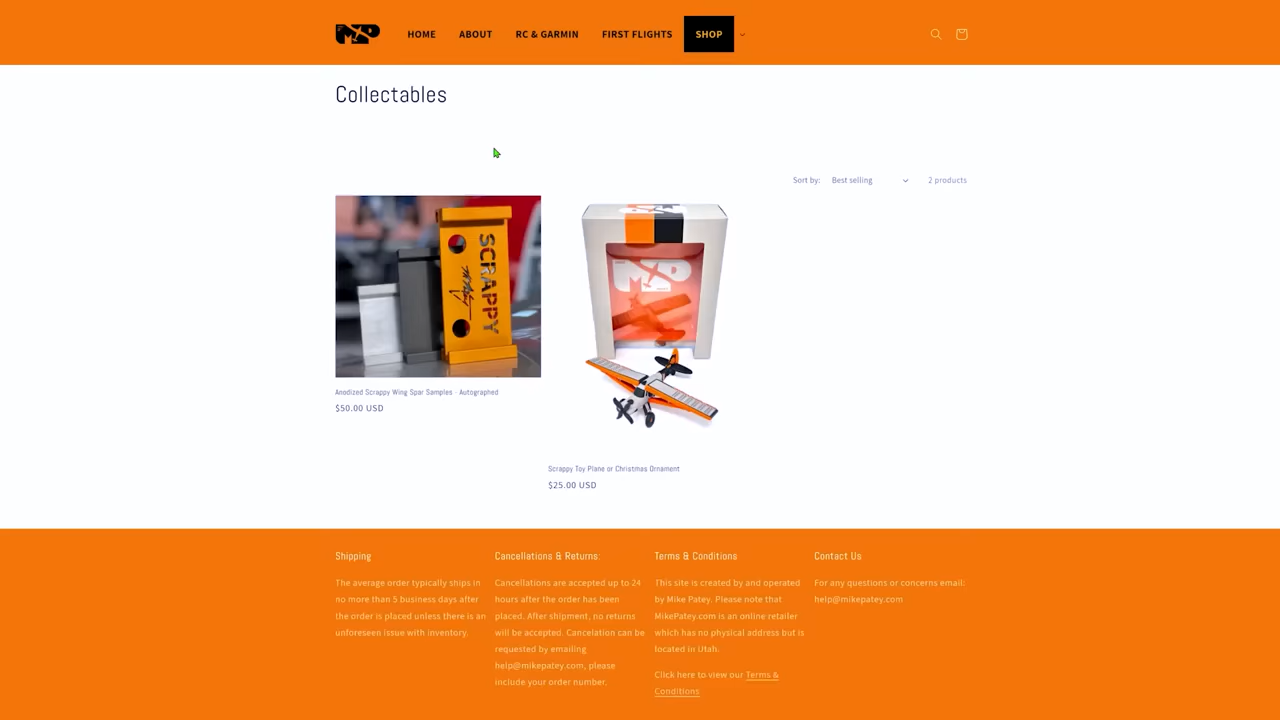 MXP
HOME
ABOUT
RC & GARMIN
FIRST FLIGHTS
SHOP
Collectables
Sort by:
Best selling
2 products
SCRAPPY
MXP
Anodized Scrappy Wing Spar Samples - Autographed
$50.00 USD
Scrappy Toy Plane or Christmas Ornament
$25.00 USD
Shipping
The average order typically ships in
no more than 5 business days after
the order is placed unless there is an
unforeseen issue with inventory.
Cancellations & Returns:
Cancellations are accepted up to 24
hours after the order has been
placed. After shipment, no returns
will be accepted. Cancelation can be
requested by emailing
help@mikepatey.com, please
include your order number.
Terms & Conditions
This site is created by and operated
by Mike Patey. Please note that
MikePatey.com is an online retailer
which has no physical address but is
located in Utah.
Click here to view our Terms &
Conditions
Contact Us
For any questions or concerns email:
help@mikepatey.com